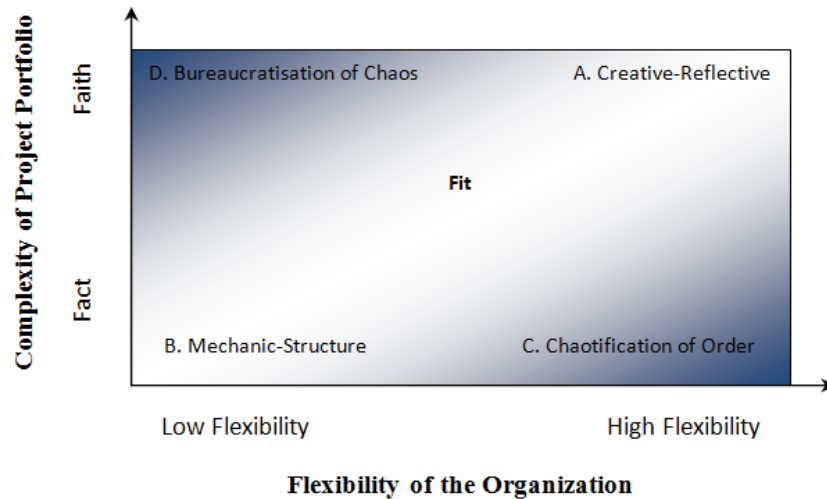 Complexity of Project Portfolio
Faith
Fact
D. Bureaucratisation of Chaos
A. Creative-Reflective
Fit
B. Mechanic-Structure
C. Chaotification of Order
Low Flexibility
High Flexibility
Flexibility of the Organization